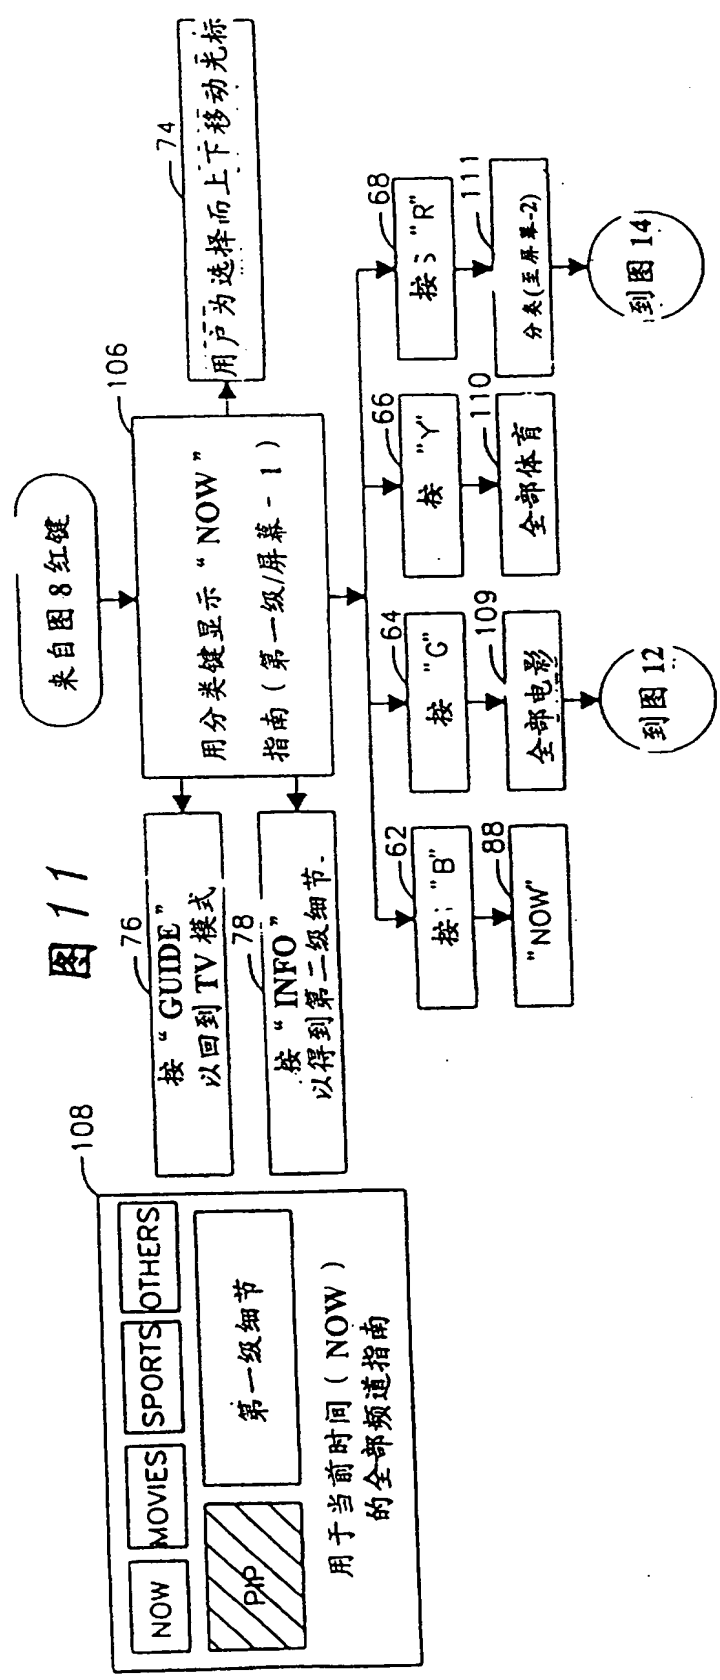 图 11
来自图 8 红键
106
用分类键显示“NOW”
指南（第一级/屏幕-1）
74
用户为选择而上下移动光标
76
按“GUIDE”
以回到 TV 模式
78
按“INFO”
以得到第二级细节.
108
NOW
MOVIES
SPORTS
OTHERS
PIP
第一级细节
用于当前时间（NOW）
的全部频道指南
62
按: "B"
88
"NOW"
64
按 "G"
109
全部电影
到图 12
66
按 "Y"
110
全部体育
68
按: "R"
111
分类(至屏幕-2)
到图 14